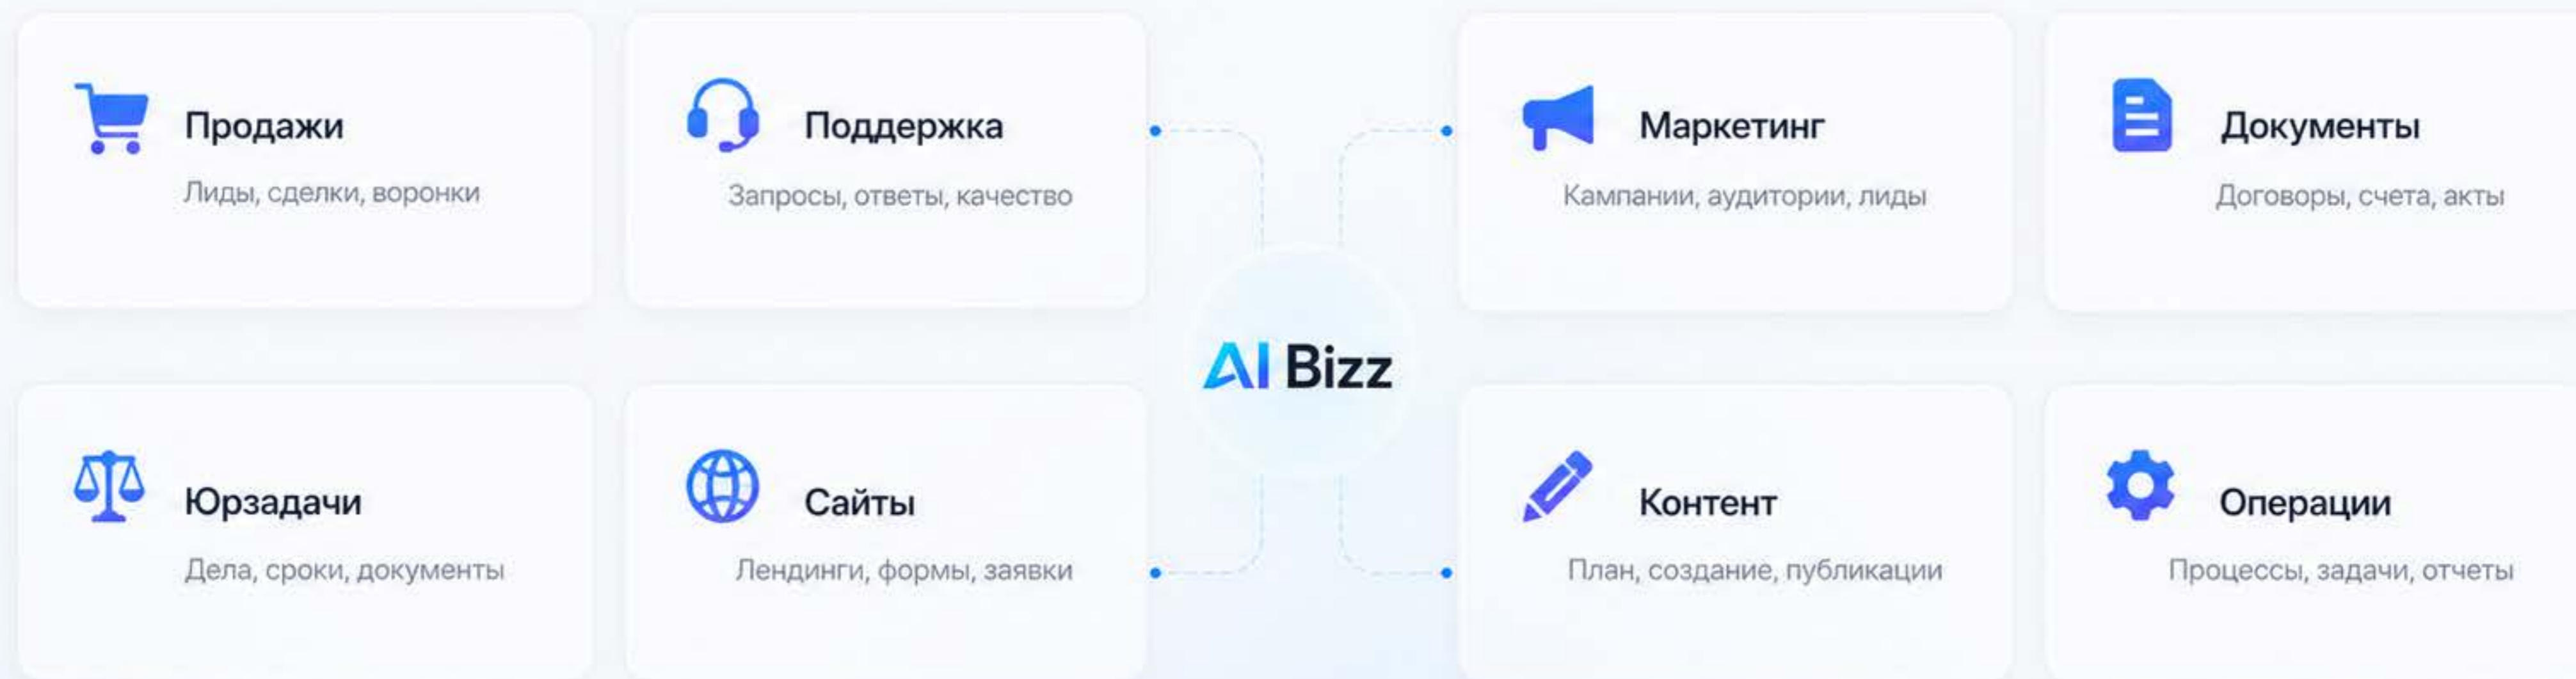 Продажи
Лиды, сделки, воронки
Поддержка
Запросы, ответы, качество
Маркетинг
Кампании, аудитории, лиды
Документы
Договоры, счета, акты
AI Bizz
Юрзадачи
Дела, сроки, документы
Сайты
Лендинги, формы, заявки
Контент
План, создание, публикации
Операции
Процессы, задачи, отчеты